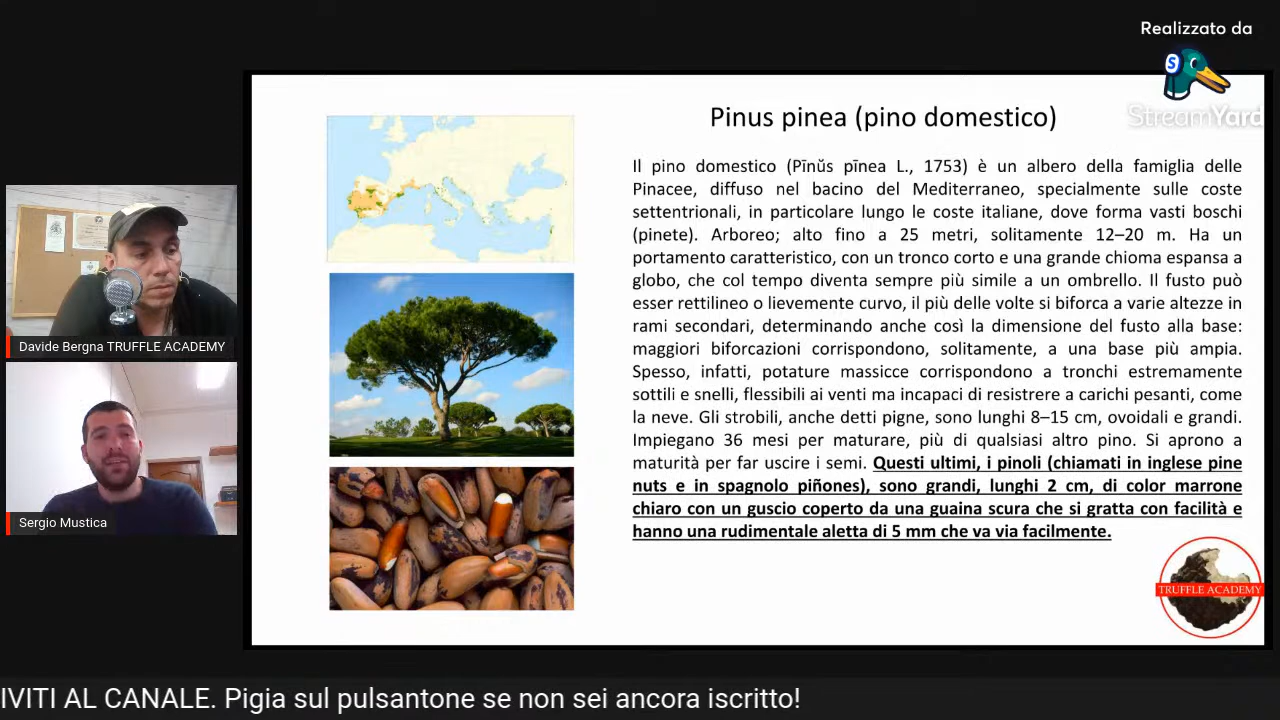 Realizzato da
S
StreamYard
Pinus pinea (pino domestico)
Il pino domestico (Pīnŭs pīnea L., 1753) è un albero della famiglia delle
Pinacee, diffuso nel bacino del Mediterraneo, specialmente sulle coste
settentrionali, in particolare lungo le coste italiane, dove forma vasti boschi
(pinete). Arboreo; alto fino a 25 metri, solitamente 12–20 m. Ha un
portamento caratteristico, con un tronco corto e una grande chioma espansa a
globo, che col tempo diventa sempre più simile a un ombrello. Il fusto può
esser rettilineo o lievemente curvo, il più delle volte si biforca a varie altezze in
rami secondari, determinando anche così la dimensione del fusto alla base:
maggiori biforcazioni corrispondono, solitamente, a una base più ampia.
Spesso, infatti, potature massicce corrispondono a tronchi estremamente
sottili e snelli, flessibili ai venti ma incapaci di resistrere a carichi pesanti, come
la neve. Gli strobili, anche detti pigne, sono lunghi 8–15 cm, ovoidali e grandi.
Impiegano 36 mesi per maturare, più di qualsiasi altro pino. Si aprono a
maturità per far uscire i semi. Questi ultimi, i pinoli (chiamati in inglese pine
nuts e in spagnolo piñones), sono grandi, lunghi 2 cm, di color marrone
chiaro con un guscio coperto da una guaina scura che si gratta con facilità e
hanno una rudimentale aletta di 5 mm che va via facilmente.
TRUFFLE ACADEMY
Davide Bergna TRUFFLE ACADEMY
Sergio Mustica
IVITI AL CANALE. Pigia sul pulsantone se non sei ancora iscritto!